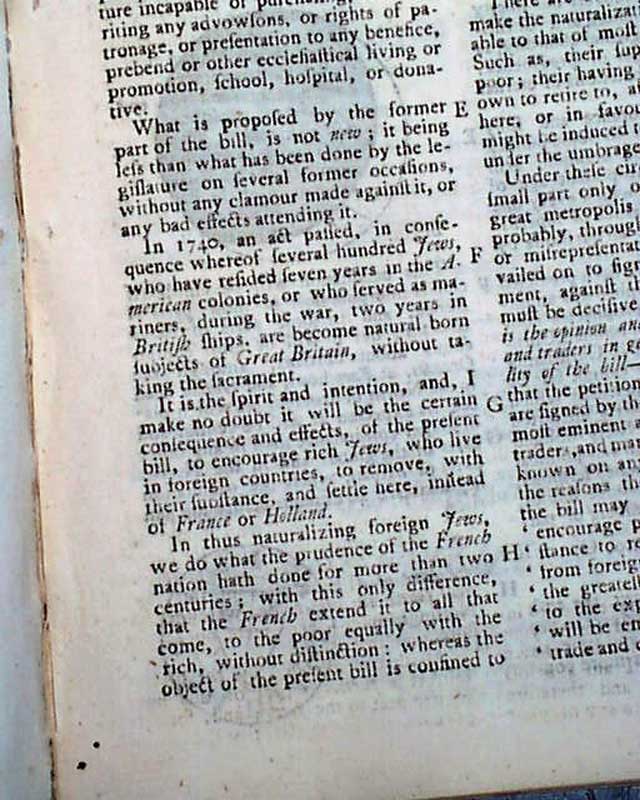 ture incapable of purchasing,
riting any advowſons, or rights of pa-
tronage, or preſentation to any benefice,
prebend or other eccleſiaſtical living or
promotion, ſchool, hoſpital, or dona-
tive.
What is propoſed by the former
part of the bill, is not new; it being
leſs than what has been done by the le-
giſlature on ſeveral former occaſions,
without any clamour made againſt it, or
any bad effects attending it.
In 1740, an act paſſed, in conſe-
quence whereof ſeveral hundred Jews,
who have reſided ſeven years in the A-
merican colonies, or who ſerved as ma-
riners, during the war, two years in
Britiſh ſhips, are become natural born
ſubjects of Great Britain, without ta-
king the ſacrament.
It is the ſpirit and intention, and, I
make no doubt it will be the certain
conſequence and effects, of the preſent
bill, to encourage rich Jews, who live
in foreign countries, to remove, with
their ſubſtance, and ſettle here, inſtead
of France or Holland.
In thus naturalizing foreign Jews,
we do what the prudence of the French
nation hath done for more than two
centuries; with this only difference,
that the French extend it to all that
come, to the poor equally with the
rich, without diſtinction: whereas the
object of the preſent bill is confined to
E
F
G
H
make the naturalizat
able to that of moſt
Such as, their ſup
poor; their having
own to retire to, a
here, or in favo
might be induced
under the umbrage
Under theſe cir
ſmall part only o
great metropolis
probably, through
or miſrepreſentat
vailed on to ſign
ment, againſt th
muſt be deciſive
is the opinion and
and traders in ge
lity of the bill—
that the petition
are ſigned by th
moſt eminent
traders, and mar
known on any
the reaſons th
the bill may
‘ encourage p
‘ ſtance to re
‘ from foreig
‘ the greateſ
‘ to the exp
‘ will be em
‘ trade and c